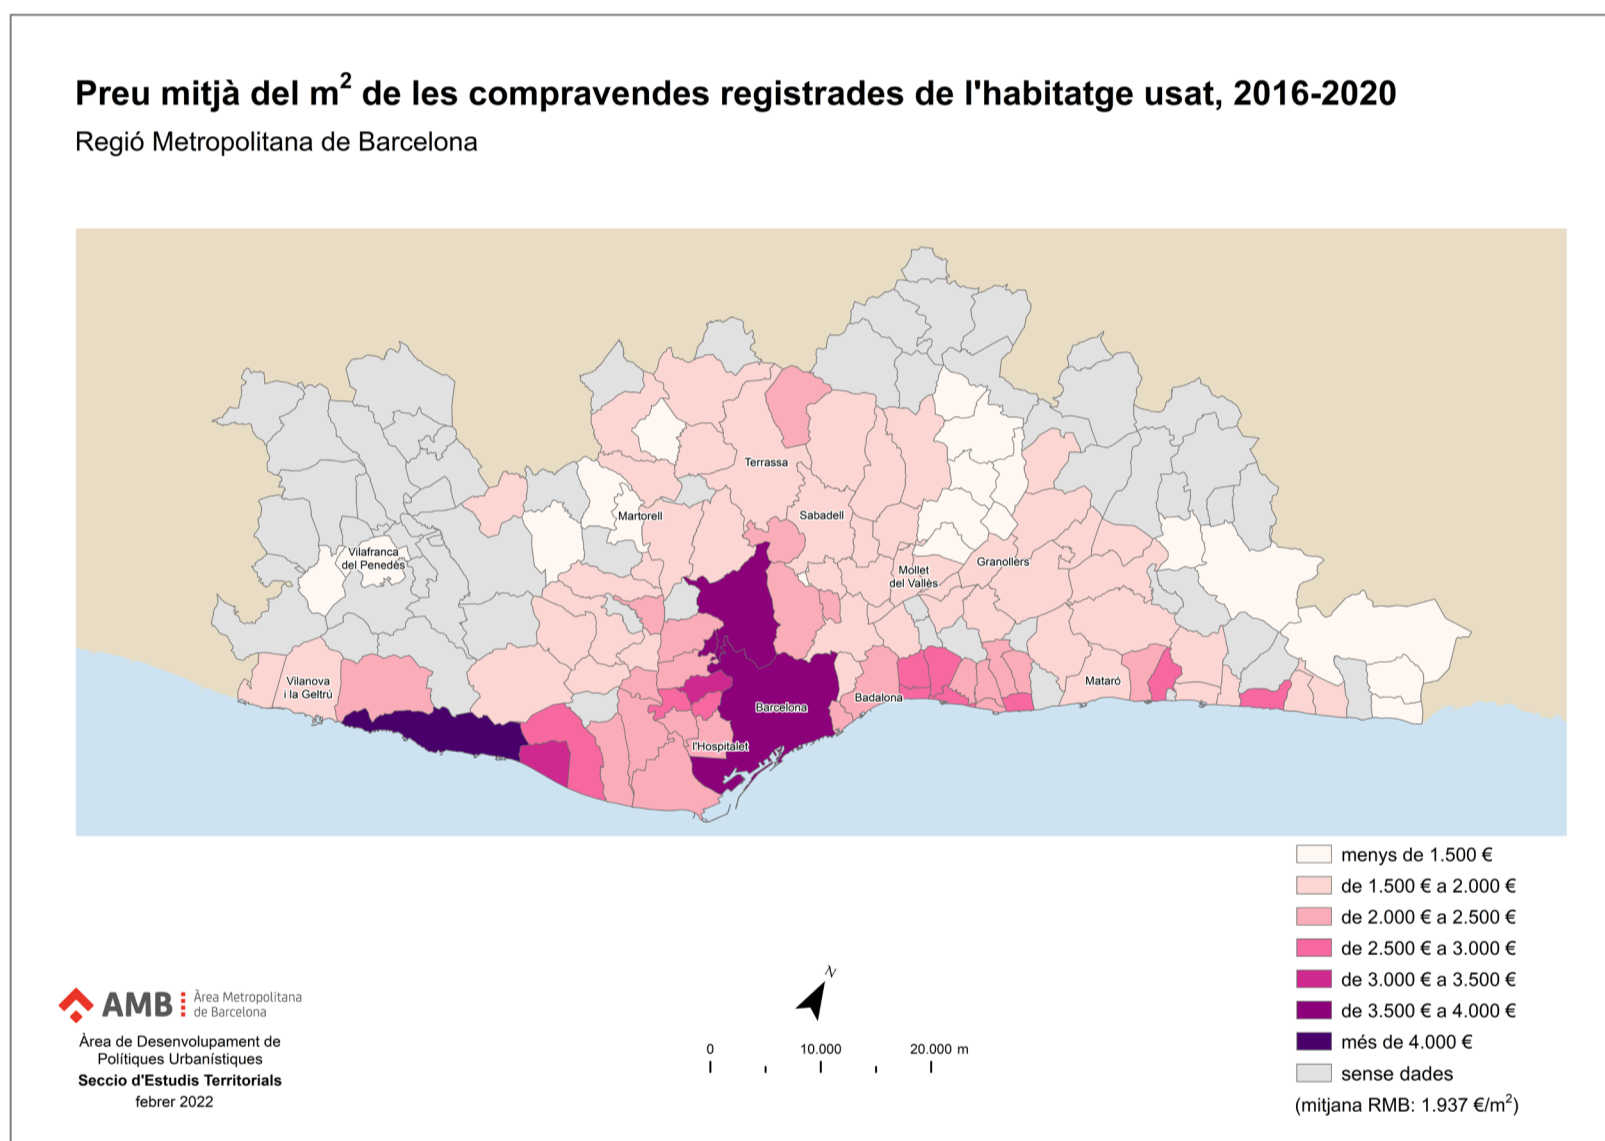 Preu mitjà del m² de les compravendes registrades de l'habitatge usat, 2016-2020
Regió Metropolitana de Barcelona
Terrassa
Sabadell
Martorell
Vilafranca
del Penedès
Granollers
Mollet
del Vallès
Vilanova
i la Geltrú
Mataró
Badalona
Barcelona
l'Hospitalet
menys de 1.500 €
de 1.500 € a 2.000 €
de 2.000 € a 2.500 €
de 2.500 € a 3.000 €
de 3.000 € a 3.500 €
de 3.500 € a 4.000 €
més de 4.000 €
sense dades
(mitjana RMB: 1.937 €/m²)
N
0 10.000 20.000 m
AMB
Àrea Metropolitana
de Barcelona
Àrea de Desenvolupament de
Polítiques Urbanístiques
Seccio d'Estudis Territorials
febrer 2022